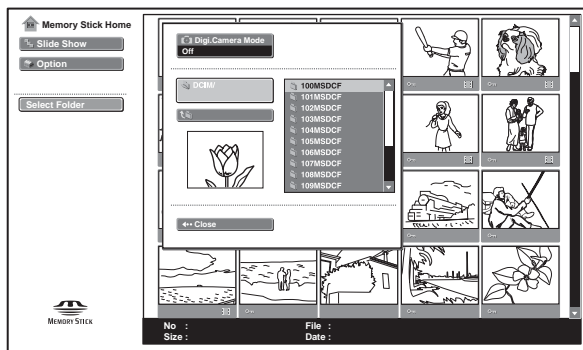 Memory Stick Home
Slide Show
Option
Select Folder
Digi.Camera Mode
Off
DCIM/
100MSDCF
101MSDCF
102MSDCF
103MSDCF
104MSDCF
105MSDCF
106MSDCF
107MSDCF
108MSDCF
109MSDCF
Close
MEMORY STICK
No :
File :
Size :
Date :